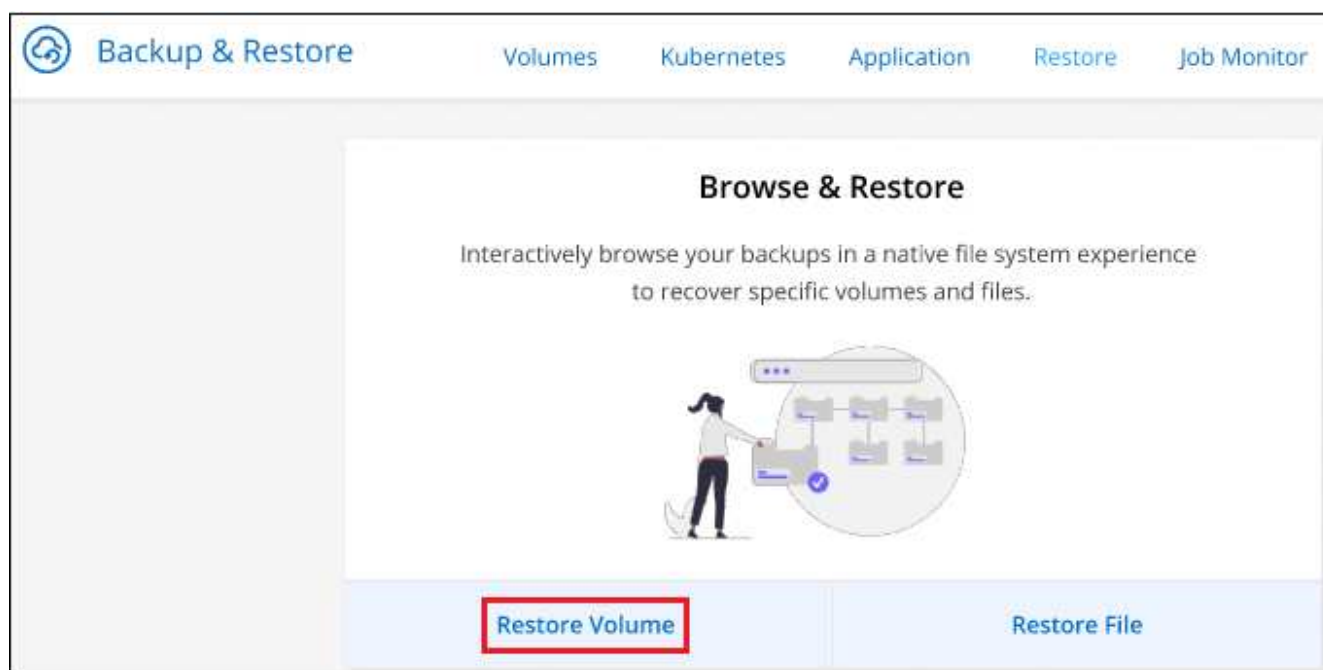 Backup & Restore Volumes Kubernetes Application Restore Job Monitor
Browse & Restore
Interactively browse your backups in a native file system experience
to recover specific volumes and files.
Restore Volume Restore File